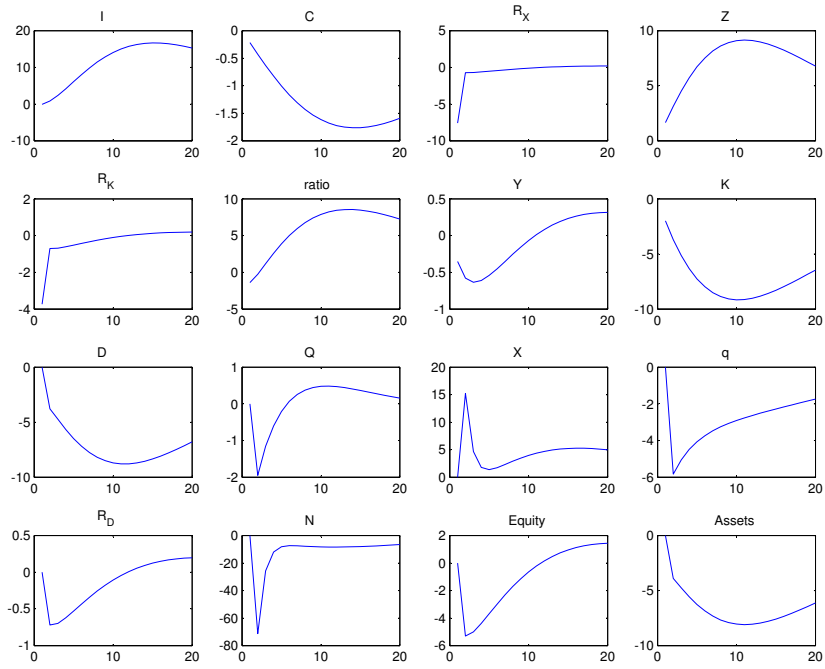 I C R_X Z
20 0 5 10
10 -0.5 0 5
0 -1 -5 0
-10 -1.5 -10
-2
0 10 20 0 10 20 0 10 20 0 10 20
R_K ratio Y K
2 10 0.5 0
0 5 0 -5
-2 0 -0.5 -10
-4 -5 -1
0 10 20 0 10 20 0 10 20 0 10 20
D Q X q
0 1 20 0
-5 0 15 -2
-10 -1 10 -4
-2 5 -6
0
0 10 20 0 10 20 0 10 20 0 10 20
R_D N Equity Assets
0.5 0 2 0
0 -20 0 -5
-0.5 -40 -2 -10
-1 -60 -4
-80 -6
0 10 20 0 10 20 0 10 20 0 10 20